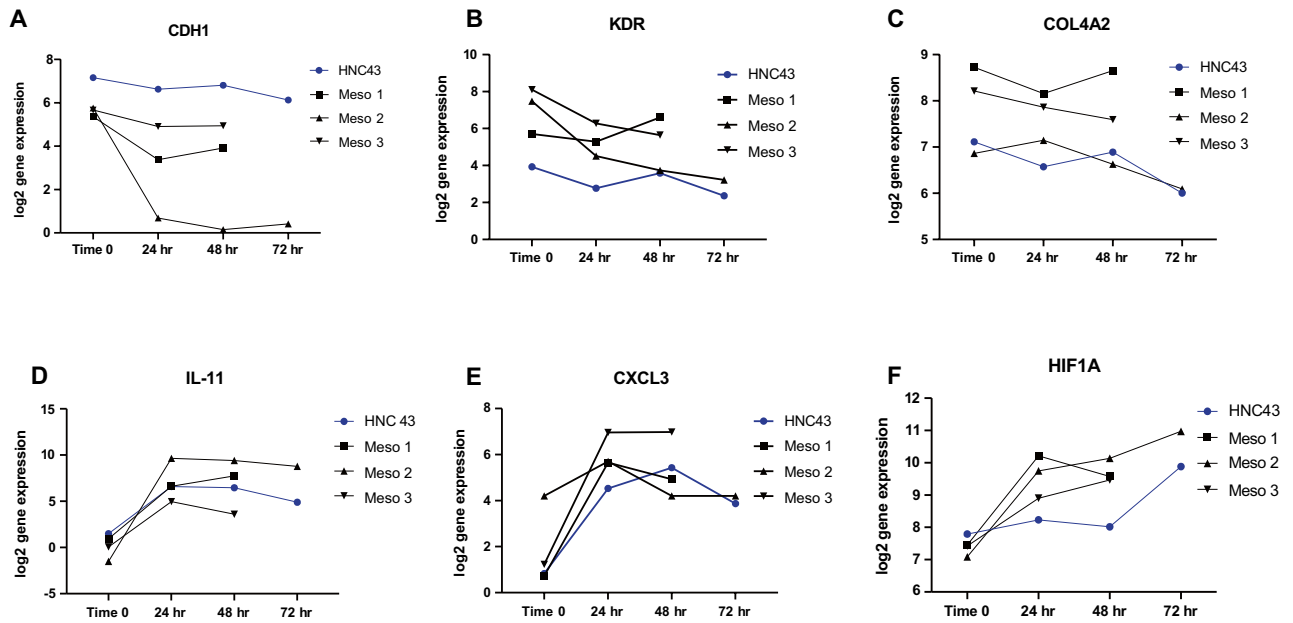 A
CDH1
log2 gene expression
8
6
4
2
0
Time 0 24 hr 48 hr 72 hr
HNC43
Meso 1
Meso 2
Meso 3
B
KDR
log2 gene expression
10
8
6
4
2
0
Time 0 24 hr 48 hr 72 hr
HNC43
Meso 1
Meso 2
Meso 3
C
COL4A2
log2 gene expression
9
8
7
6
5
Time 0 24 hr 48 hr 72 hr
HNC43
Meso 1
Meso 2
Meso 3
D
IL-11
log2 gene expression
15
10
5
0
-5
Time 0 24 hr 48 hr 72 hr
HNC 43
Meso 1
Meso 2
Meso 3
E
CXCL3
log2 gene expression
8
6
4
2
0
Time 0 24 hr 48 hr 72 hr
HNC43
Meso 1
Meso 2
Meso 3
F
HIF1A
log2 gene expression
12
11
10
9
8
7
6
Time 0 24 hr 48 hr 72 hr
HNC43
Meso 1
Meso 2
Meso 3